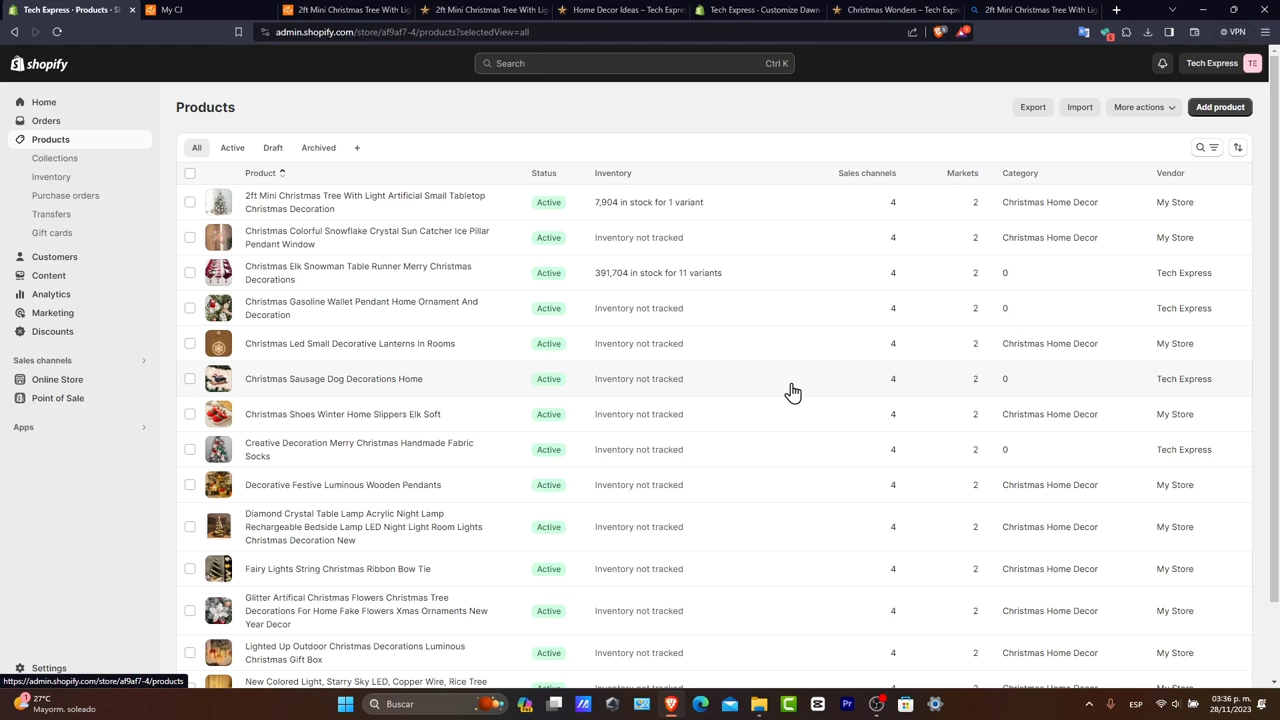 Tech Express · Products · Sh
My CJ
2ft Mini Christmas Tree With Lig
2ft Mini Christmas Tree With Lig
Home Decor Ideas – Tech Expre
Tech Express · Customize Dawn
Christmas Wonders – Tech Expre
2ft Mini Christmas Tree With Lig
admin.shopify.com/store/af9af7-4/products?selectedView=all
VPN
shopify
Search
Ctrl K
Tech Express
TE
Home
Orders
Products
Collections
Inventory
Purchase orders
Transfers
Gift cards
Customers
Content
Analytics
Marketing
Discounts
Sales channels
Online Store
Point of Sale
Apps
Settings
https://admin.shopify.com/store/af9af7-4/products
Products
Export
Import
More actions
Add product
All
Active
Draft
Archived
+
Product
Status
Inventory
Sales channels
Markets
Category
Vendor
2ft Mini Christmas Tree With Light Artificial Small Tabletop
Christmas Decoration
Active
7,904 in stock for 1 variant
4
2
Christmas Home Decor
My Store
Christmas Colorful Snowflake Crystal Sun Catcher Ice Pillar
Pendant Window
Active
Inventory not tracked
4
2
Christmas Home Decor
My Store
Christmas Elk Snowman Table Runner Merry Christmas
Decorations
Active
391,704 in stock for 11 variants
4
2
0
Tech Express
Christmas Gasoline Wallet Pendant Home Ornament And
Decoration
Active
Inventory not tracked
4
2
0
Tech Express
Christmas Led Small Decorative Lanterns In Rooms
Active
Inventory not tracked
4
2
Christmas Home Decor
My Store
Christmas Sausage Dog Decorations Home
Active
Inventory not tracked
4
2
0
Tech Express
Christmas Shoes Winter Home Slippers Elk Soft
Active
Inventory not tracked
4
2
Christmas Home Decor
My Store
Creative Decoration Merry Christmas Handmade Fabric
Socks
Active
Inventory not tracked
4
2
0
Tech Express
Decorative Festive Luminous Wooden Pendants
Active
Inventory not tracked
4
2
Christmas Home Decor
My Store
Diamond Crystal Table Lamp Acrylic Night Lamp
Rechargeable Bedside Lamp LED Night Light Room Lights
Christmas Decoration New
Active
Inventory not tracked
4
2
Christmas Home Decor
My Store
Fairy Lights String Christmas Ribbon Bow Tie
Active
Inventory not tracked
4
2
Christmas Home Decor
My Store
Glitter Artifical Christmas Flowers Christmas Tree
Decorations For Home Fake Flowers Xmas Ornaments New
Year Decor
Active
Inventory not tracked
4
2
Christmas Home Decor
My Store
Lighted Up Outdoor Christmas Decorations Luminous
Christmas Gift Box
Active
Inventory not tracked
4
2
Christmas Home Decor
My Store
New Colored Light, Starry Sky LED, Copper Wire, Rice Tree
27°C
Mayorm. soleado
Buscar
ESP
03:36 p. m.
28/11/2023